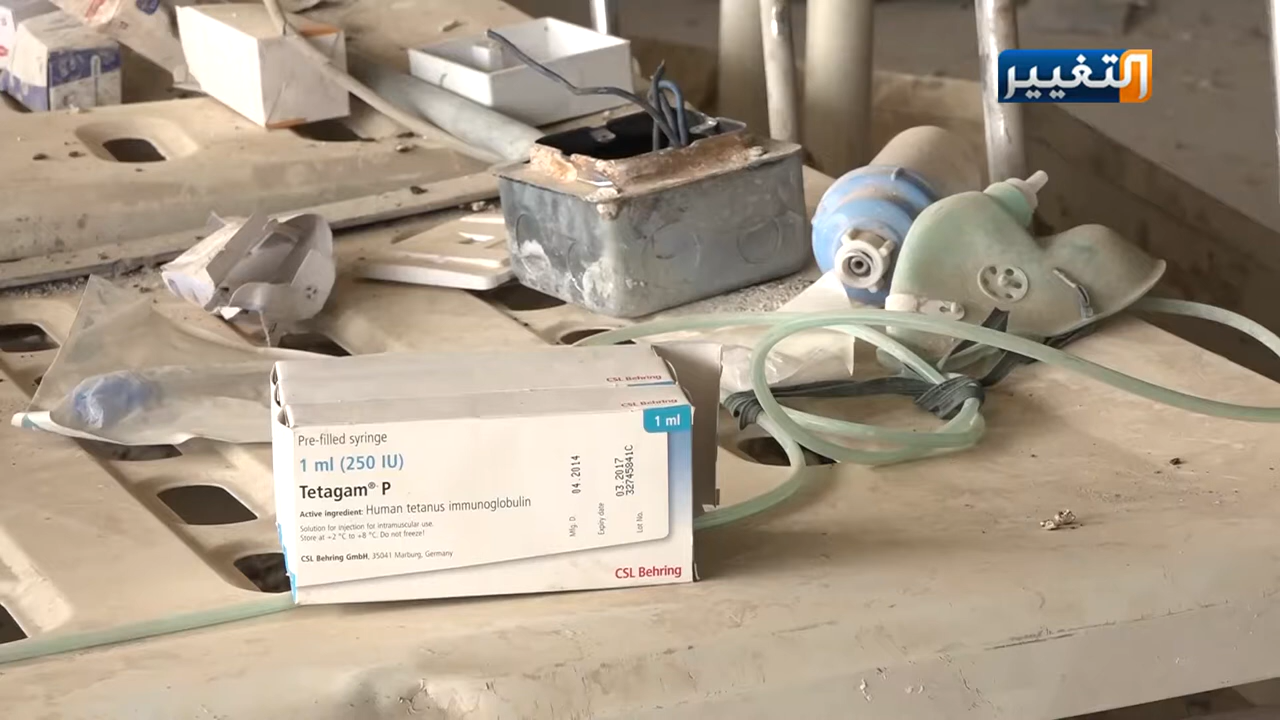 التغيير
CSL Behring
CSL Behring
1 ml
Pre-filled syringe
1 ml (250 IU)
Tetagam® P
Active ingredient: Human tetanus immunoglobulin
Solution for injection for intramuscular use.
Store at +2 °C to +8 °C. Do not freeze!
CSL Behring GmbH, 35041 Marburg, Germany
Mfg. D
04.2014
Expiry date
03.2017
Lot No.
32745841C
CSL Behring